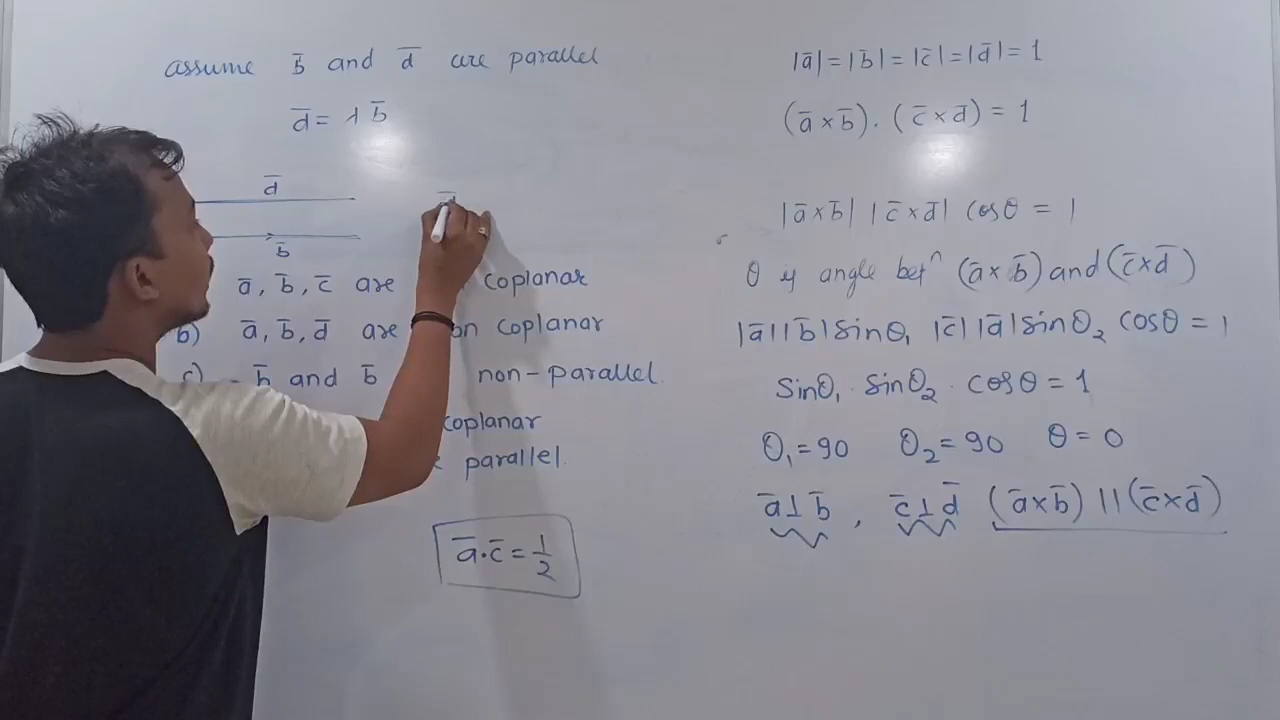 assume b̄ and d̄ are parallel
d̄ = λ b̄
d̄
b̄
ā, b̄, c̄ are coplanar
b) ā, b̄, d̄ are coplanar
c) b̄ and b̄ non-parallel
coplanar
parallel.
ā·c̄ = 1/2
|ā| = |b̄| = |c̄| = |d̄| = 1
(ā × b̄) . (c̄ × d̄) = 1
|ā × b̄| |c̄ × d̄| cosθ = 1
θ is angle betⁿ (ā × b̄) and (c̄ × d̄)
|ā| |b̄| sinθ₁ |c̄| |d̄| sinθ₂ cosθ = 1
sinθ₁ . sinθ₂ . cosθ = 1
θ₁ = 90 θ₂ = 90 θ = 0
ā ⊥ b̄ , c̄ ⊥ d̄ (ā × b̄) || (c̄ × d̄)